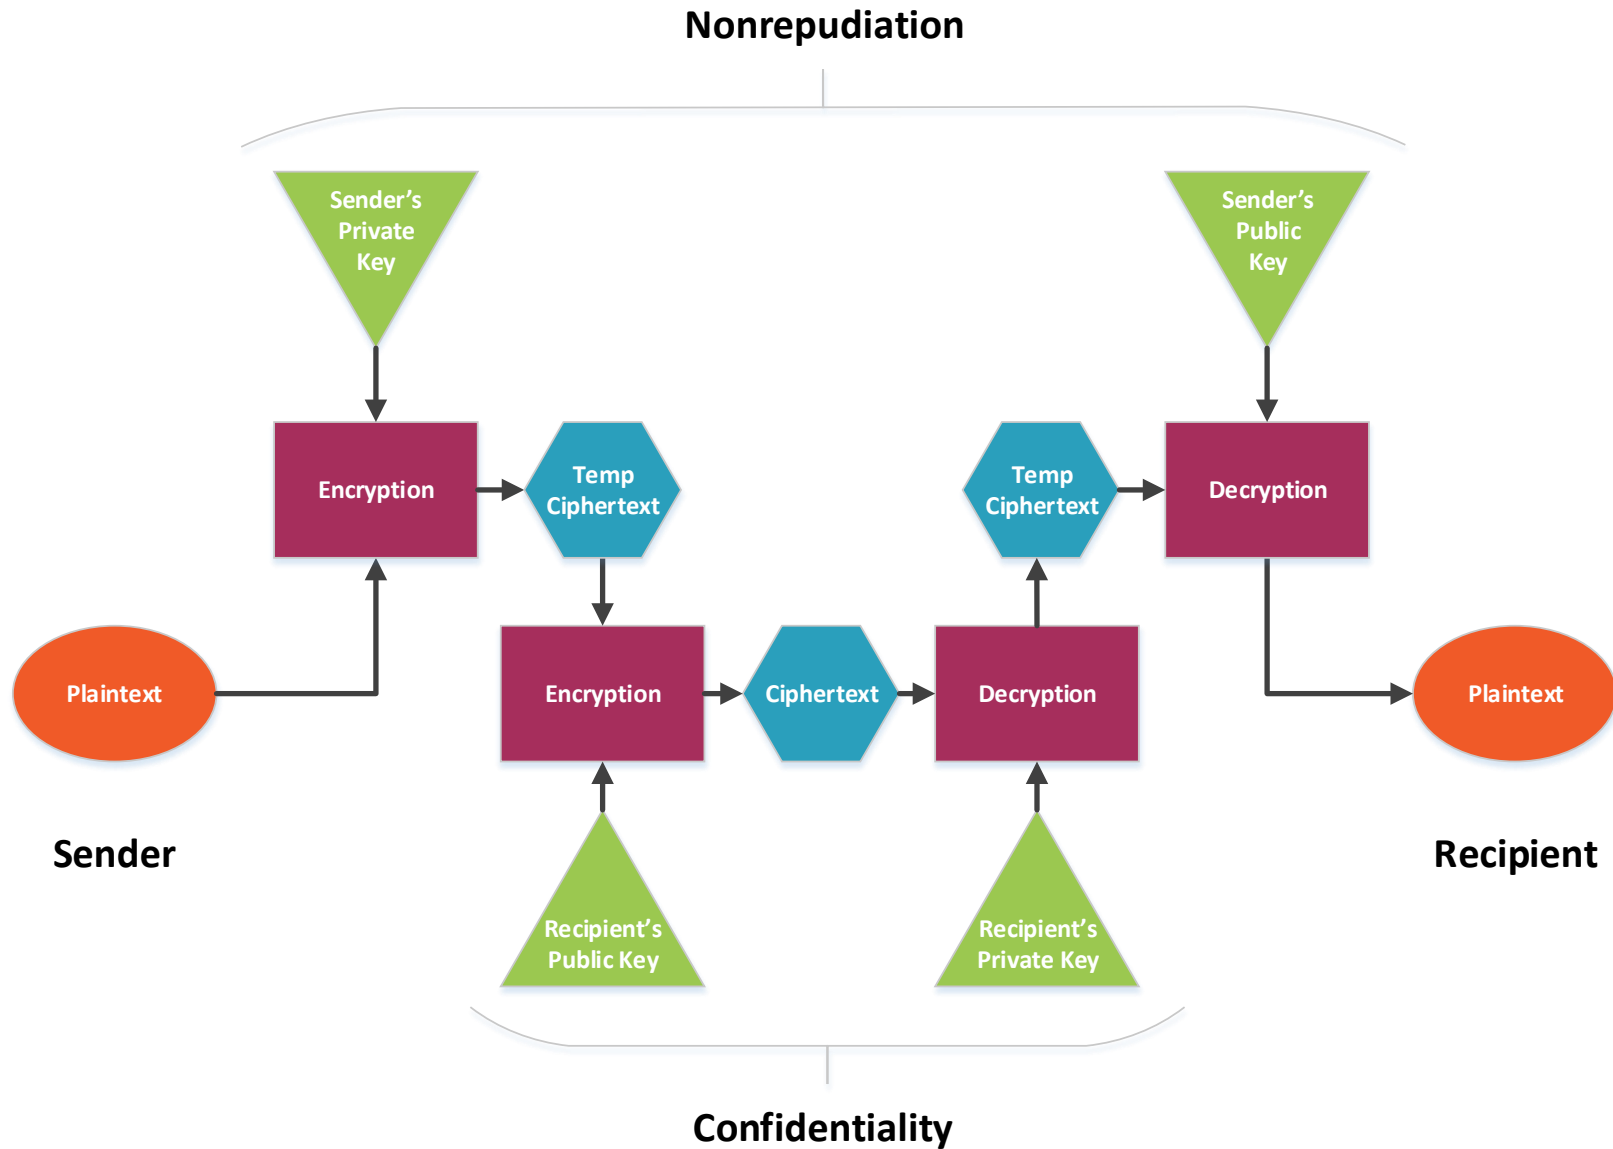 Nonrepudiation
Sender’s
Private
Key
Sender’s
Public
Key
Encryption
Temp
Ciphertext
Temp
Ciphertext
Decryption
Plaintext
Encryption
Ciphertext
Decryption
Plaintext
Sender
Recipient
Recipient’s
Public Key
Recipient’s
Private Key
Confidentiality